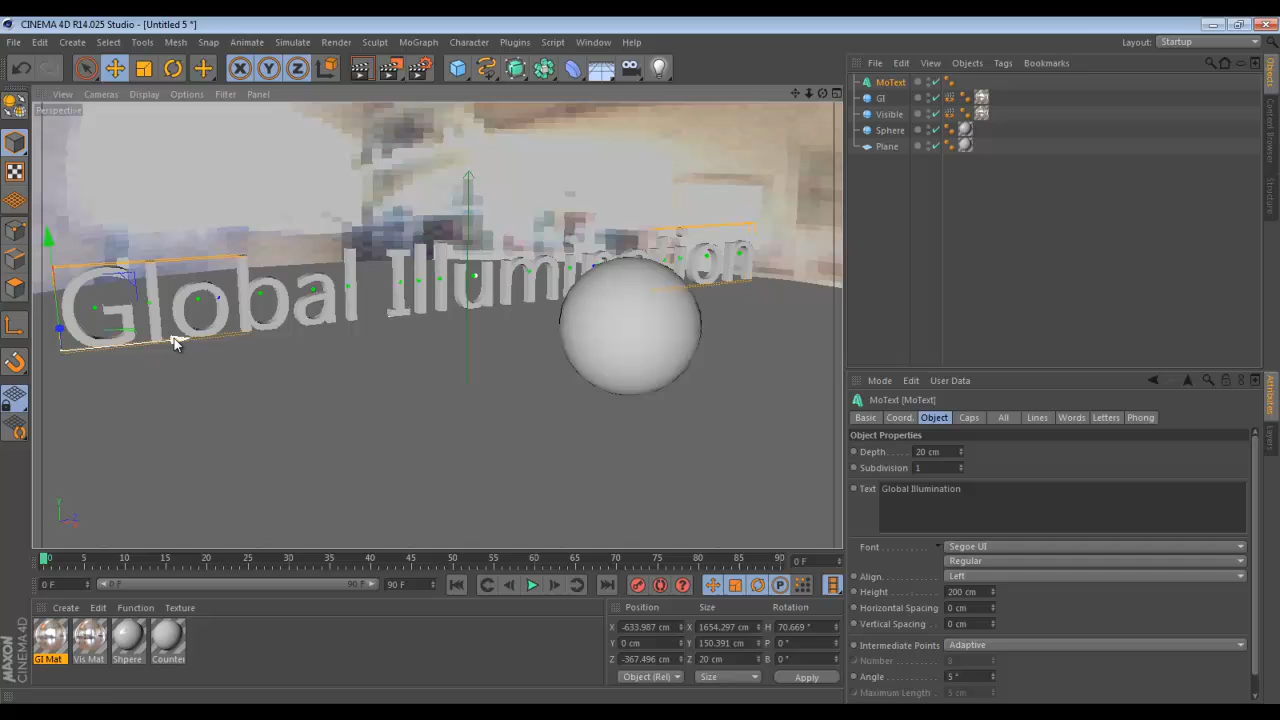 CINEMA 4D R14.025 Studio - [Untitled 5 *]
File Edit Create Select Tools Mesh Snap Animate Simulate Render Sculpt MoGraph Character Plugins Script Window Help
Layout: Startup
View Cameras Display Options Filter Panel
Perspective
Global Illumination
Y
Z
0 5 10 15 20 25 30 35 40 45 50 55 60 65 70 75 80 85 90 0 F
0 F 0 F 90 F 90 F
Create Edit Function Texture
GI Mat Vis Mat Shpere Counter
MAXON CINEMA 4D
Position Size Rotation
X -633.987 cm X 1654.297 cm H 70.669 °
Y 0 cm Y 150.391 cm P 0 °
Z -367.496 cm Z 20 cm B 0 °
Object (Rel) Size Apply
File Edit View Objects Tags Bookmarks
MoText
GI
Visible
Sphere
Plane
Objects
Content Browser
Structure
Mode Edit User Data
MoText [MoText]
Basic Coord. Object Caps All Lines Words Letters Phong
Object Properties
Depth 20 cm
Subdivision 1
Text Global Illumination
Font Segoe UI
Regular
Align Left
Height 200 cm
Horizontal Spacing 0 cm
Vertical Spacing 0 cm
Intermediate Points Adaptive
Number 8
Angle 5 °
Maximum Length 5 cm
Attributes
Layers